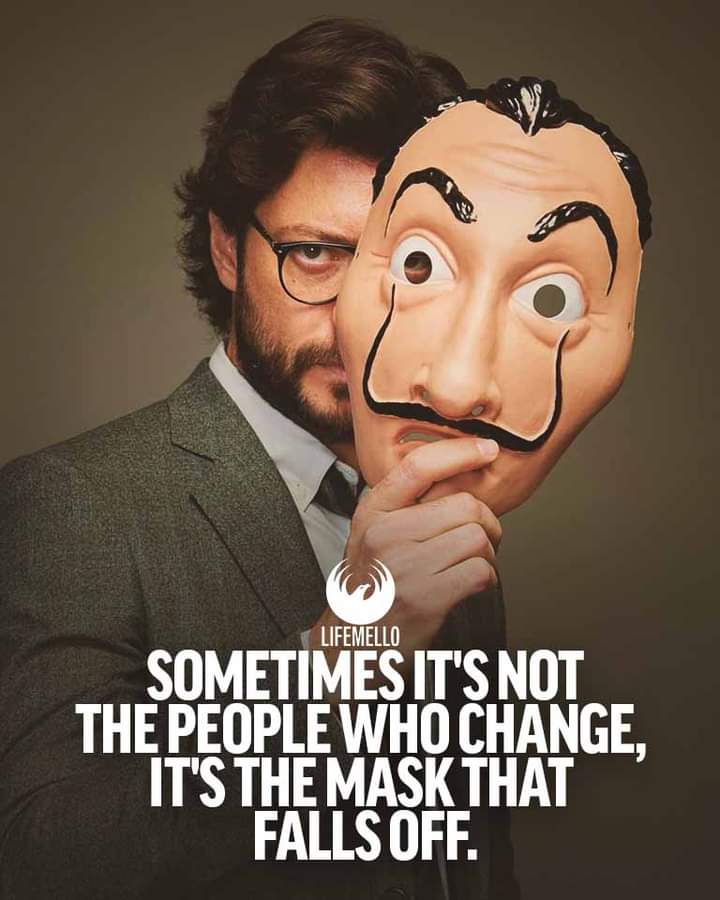 LIFEMELLO
SOMETIMES IT'S NOT
THE PEOPLE WHO CHANGE,
IT'S THE MASK THAT
FALLS OFF.